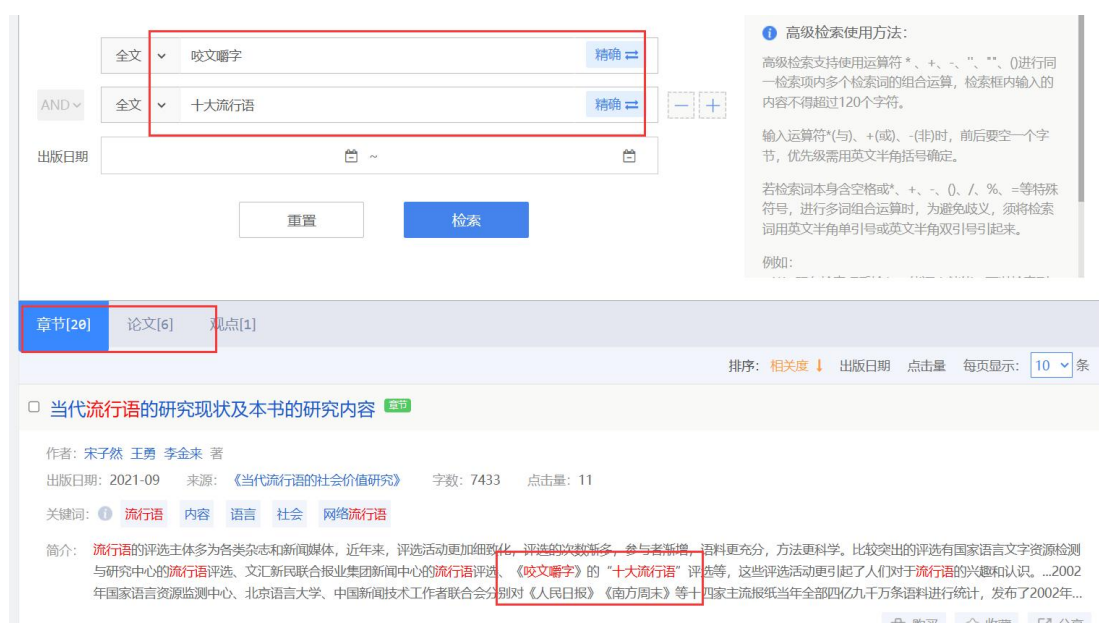 全文 咬文嚼字 精确
AND 全文 十大流行语 精确
出版日期 ~
重置 检索
高级检索使用方法：
高级检索支持使用运算符 *、+、-、''、""、()进行同
一检索项内多个检索词的组合运算，检索框内输入的
内容不得超过120个字符。
输入运算符*(与)、+(或)、-(非)时，前后要空一个字
节，优先级需用英文半角括号确定。
若检索词本身含空格或*、+、-、()、/、%、=等特殊
符号，进行多词组合运算时，为避免歧义，须将检索
词用英文半角单引号或英文半角双引号引起来。
例如：
章节[20] 论文[6] 观点[1]
排序： 相关度 出版日期 点击量 每页显示： 10 条
当代流行语的研究现状及本书的研究内容 章节
作者：宋子然 王勇 李金来 著
出版日期：2021-09 来源：《当代流行语的社会价值研究》 字数：7433 点击量：11
关键词： 流行语 内容 语言 社会 网络流行语
简介： 流行语的评选主体多为各类杂志和新闻媒体，近年来，评选活动更加细致化，评选的次数渐多，参与者渐增，语料更充分，方法更科学。比较突出的评选有国家语言文字资源检测
与研究中心的流行语评选、文汇新民联合报业集团新闻中心的流行语评选、《咬文嚼字》的“十大流行语”评选等，这些评选活动更引起了人们对于流行语的兴趣和认识。...2002
年国家语言资源监测中心、北京语言大学、中国新闻技术工作者联合会分别对《人民日报》《南方周末》等十四家主流报纸当年全部四亿九千万条语料进行统计，发布了2002年...
购买 收藏 分享